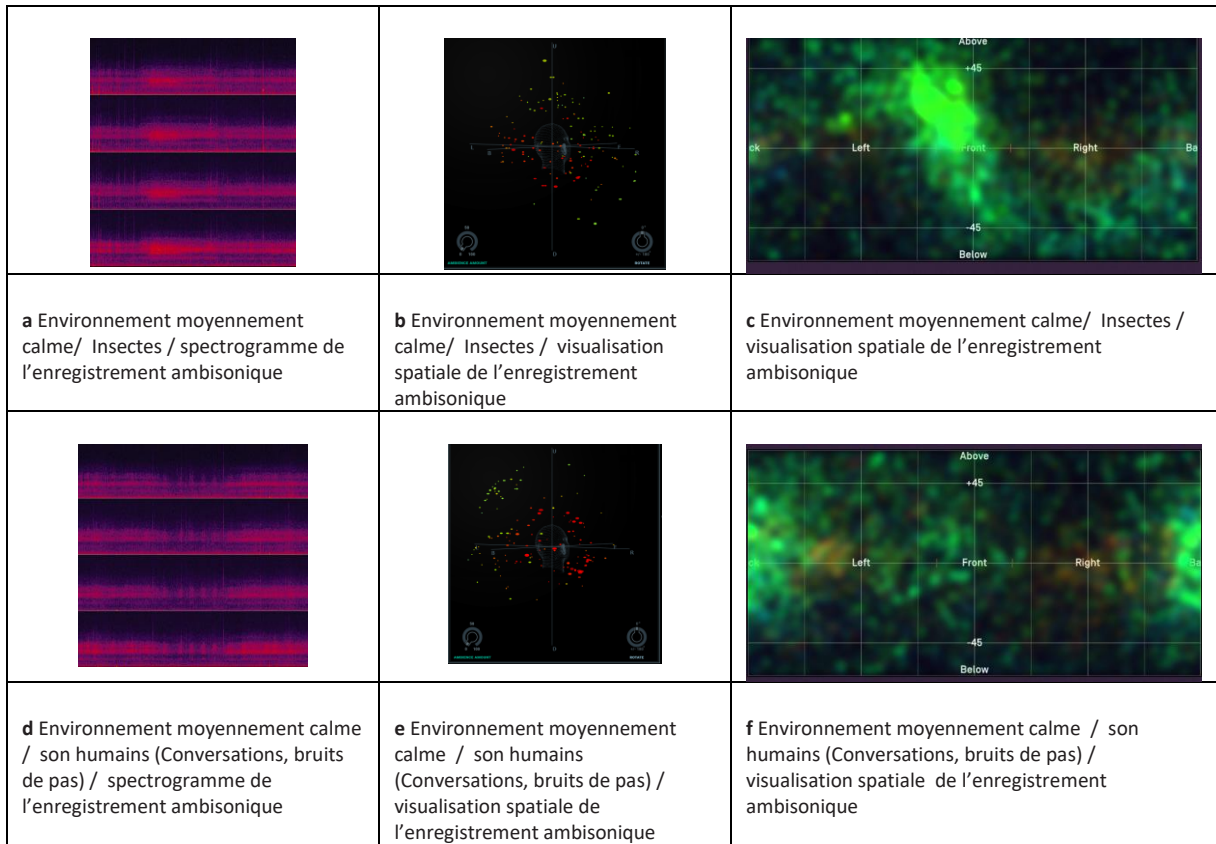 Above
+45
ck Left Front Right Ba
-45
Below
a Environnement moyennement
calme/ Insectes / spectrogramme de
l’enregistrement ambisonique
b Environnement moyennement
calme/ Insectes / visualisation
spatiale de l’enregistrement
ambisonique
c Environnement moyennement calme/ Insectes /
visualisation spatiale de l’enregistrement
ambisonique
Above
+45
ck Left Front Right Ba
-45
Below
d Environnement moyennement calme
/ son humains (Conversations, bruits
de pas) / spectrogramme de
l’enregistrement ambisonique
e Environnement moyennement
calme / son humains
(Conversations, bruits de pas) /
visualisation spatiale de
l’enregistrement ambisonique
f Environnement moyennement calme / son
humains (Conversations, bruits de pas) /
visualisation spatiale de l’enregistrement
ambisonique